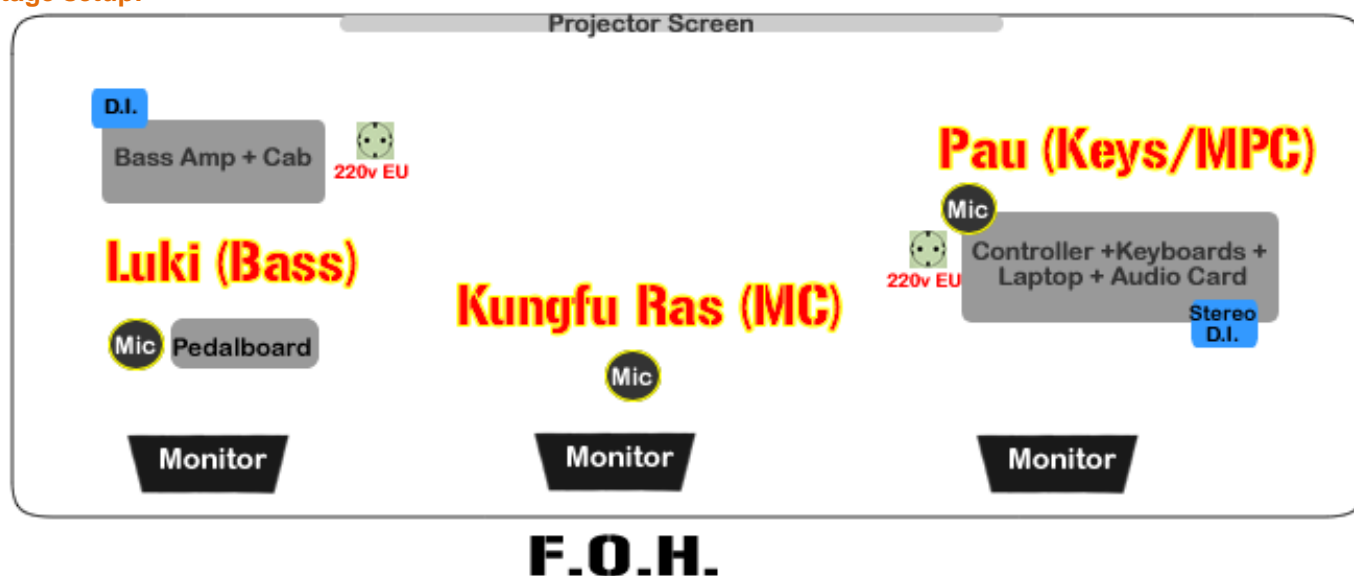 Projector Screen
D.I.
Bass Amp + Cab
220v EU
Pau (Keys/MPC)
Mic
220v EU
Controller +Keyboards +
Laptop + Audio Card
Stereo
D.I.
Luki (Bass)
Kungfu Ras (MC)
Mic
Pedalboard
Mic
Monitor
Monitor
Monitor
F.O.H.